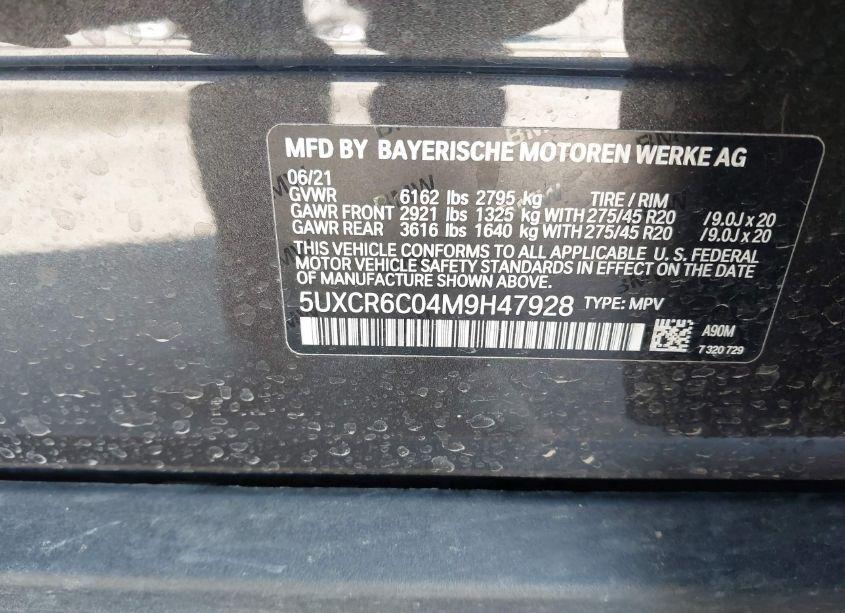 MFD BY BAYERISCHE MOTOREN WERKE AG
06/21
GVWR 6162 lbs 2795 kg TIRE / RIM
GAWR FRONT 2921 lbs 1325 kg WITH 275/45 R20 /9.0J x 20
GAWR REAR 3616 lbs 1640 kg WITH 275/45 R20 /9.0J x 20
THIS VEHICLE CONFORMS TO ALL APPLICABLE U. S. FEDERAL
MOTOR VEHICLE SAFETY STANDARDS IN EFFECT ON THE DATE
OF MANUFACTURE SHOWN ABOVE.
5UXCR6C04M9H47928 TYPE: MPV
A90M
7 320 729